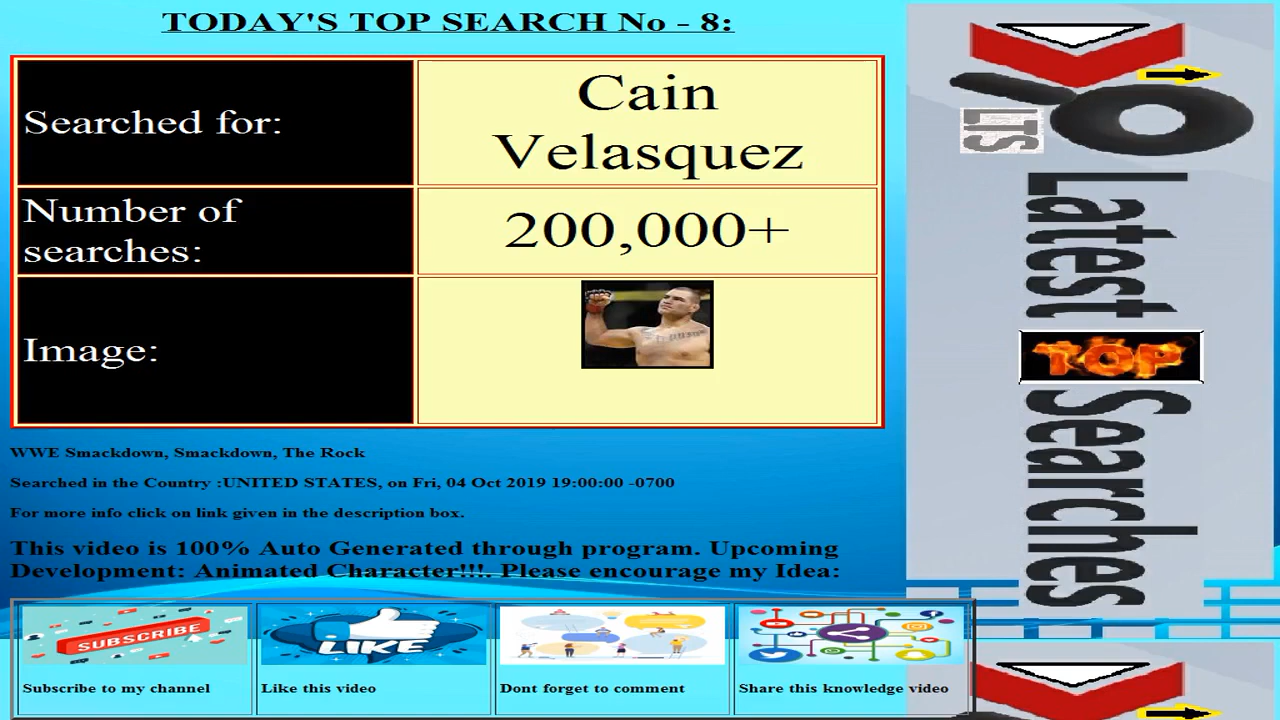 TODAY'S TOP SEARCH No - 8:
Searched for:
Cain
Velasquez
Number of
searches:
200,000+
Image:
WWE Smackdown, Smackdown, The Rock
Searched in the Country :UNITED STATES, on Fri, 04 Oct 2019 19:00:00 -0700
For more info click on link given in the description box.
This video is 100% Auto Generated through program. Upcoming
Development: Animated Character!!!. Please encourage my Idea:
SUBSCRIBE
LIKE
Subscribe to my channel
Like this video
Dont forget to comment
Share this knowledge video
LTS
Latest
TOP
Searches